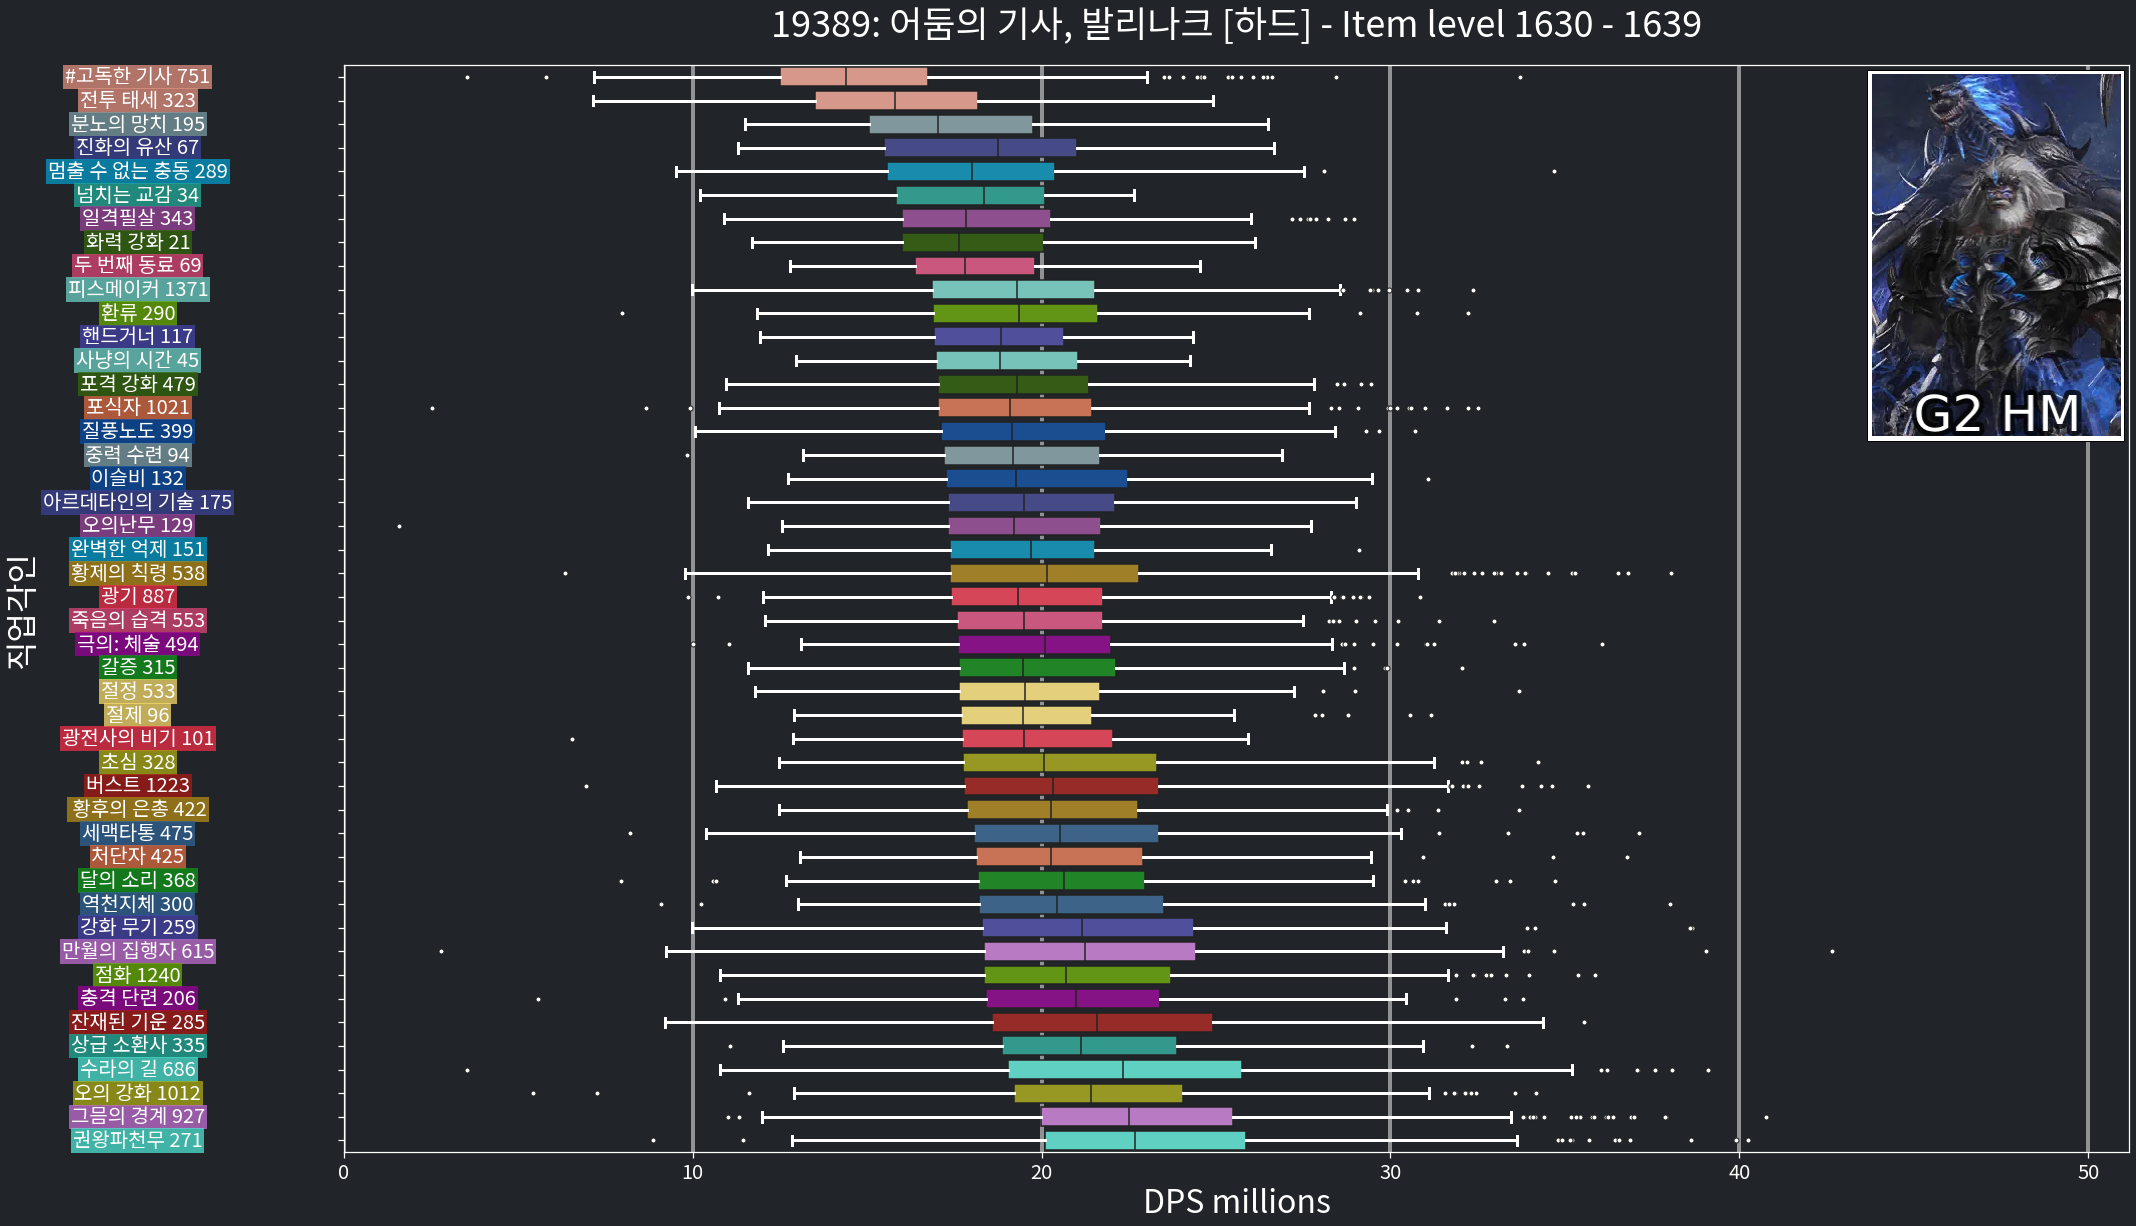 19389: 어둠의 기사, 발리나크 [하드] - Item level 1630 - 1639
#고독한 기사 751
전투 태세 323
분노의 망치 195
진화의 유산 67
멈출 수 없는 충동 289
넘치는 교감 34
일격필살 343
화력 강화 21
두 번째 동료 69
피스메이커 1371
환류 290
핸드거너 117
사냥의 시간 45
포격 강화 479
포식자 1021
질풍노도 399
중력 수련 94
이슬비 132
아르데타인의 기술 175
오의난무 129
완벽한 억제 151
황제의 칙령 538
광기 887
죽음의 습격 553
극의: 체술 494
갈증 315
절정 533
절제 96
광전사의 비기 101
초심 328
버스트 1223
황후의 은총 422
세맥타통 475
처단자 425
달의 소리 368
역천지체 300
강화 무기 259
만월의 집행자 615
점화 1240
충격 단련 206
잔재된 기운 285
상급 소환사 335
수라의 길 686
오의 강화 1012
그믐의 경계 927
권왕파천무 271
직업각인
G2 HM
0 10 20 30 40 50
DPS millions